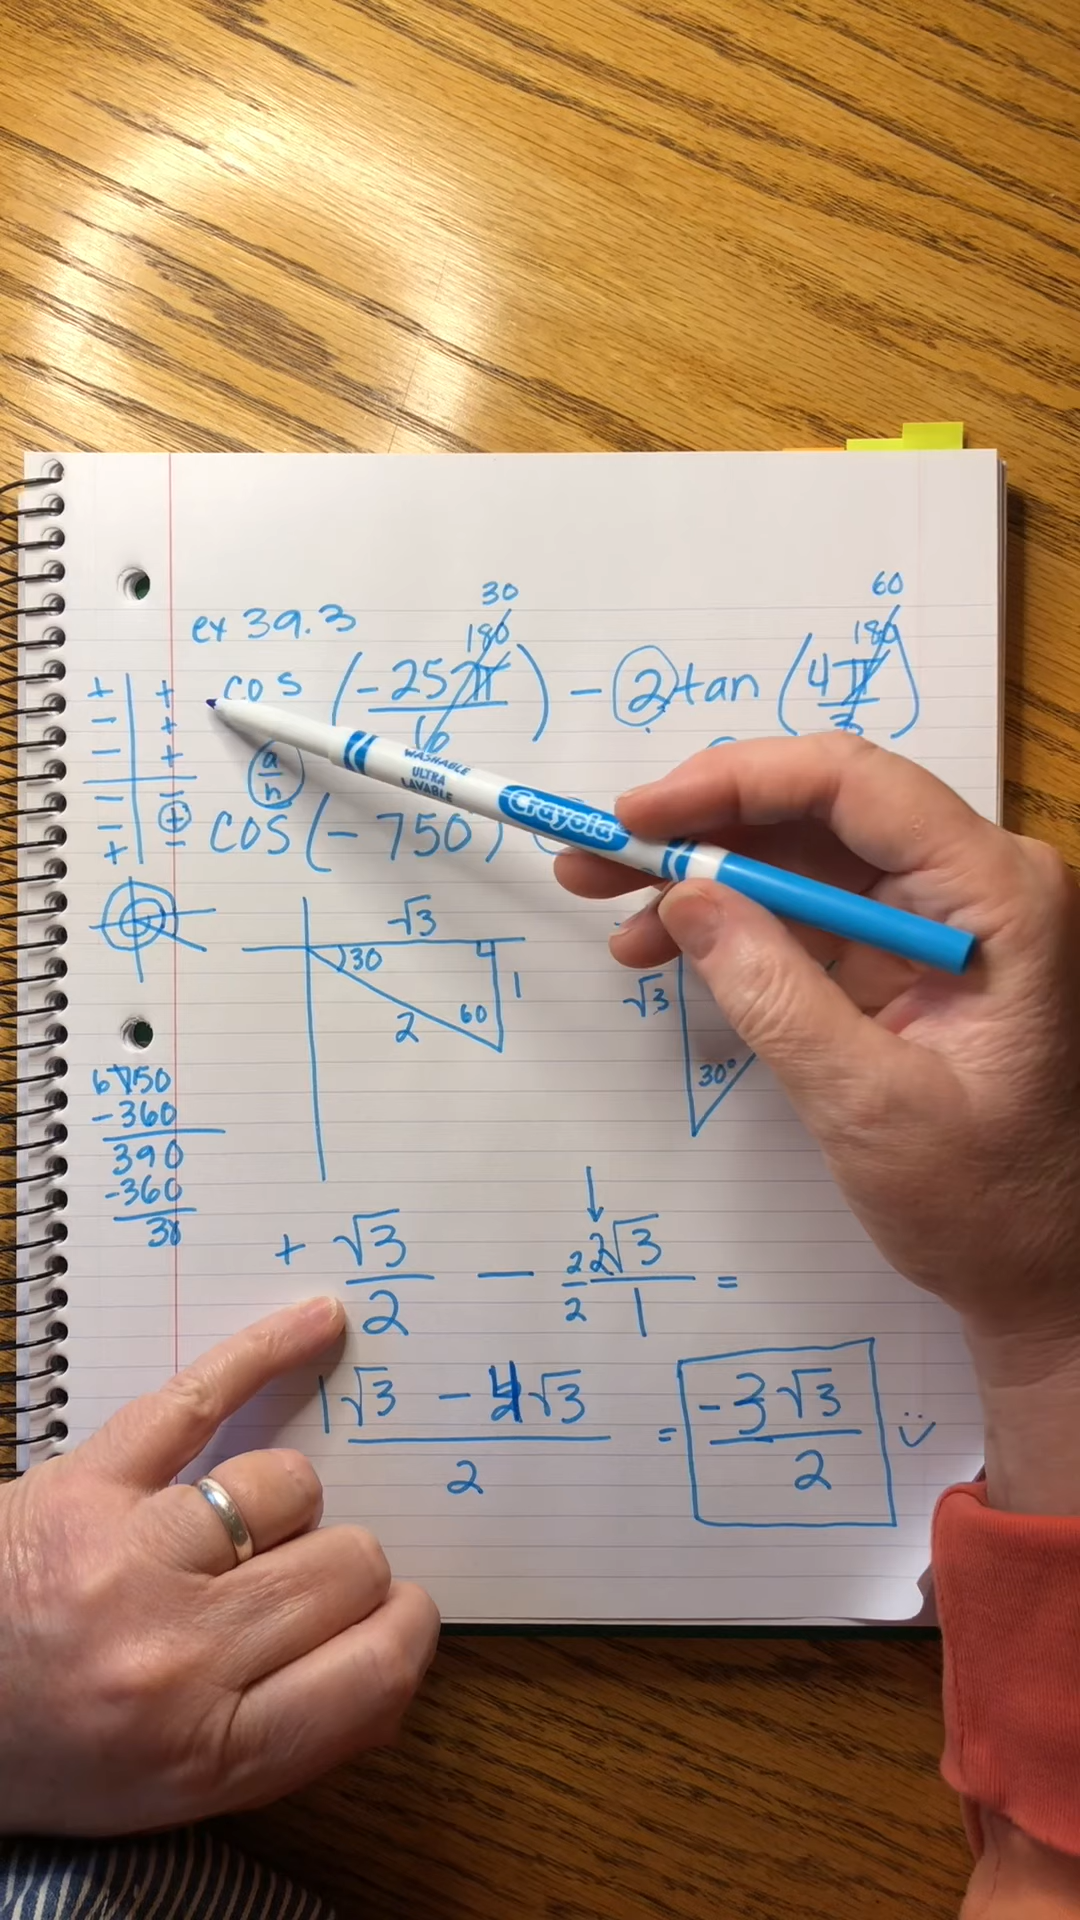 ex 39.3
30
180
60
180
cos (-25π/6) - 2 tan (4π/3)
+ +
- +
- +
- -
- +
+ -
a/h
cos (- 750)
WASHABLE
ULTRA
LAVABLE
Crayola
√3
30
1
60
2
√3
30°
750
-360
390
-360
30
+ √3/2 - 2/2 2√3/1 =
1√3 - 4√3 / 2 = -3√3/2